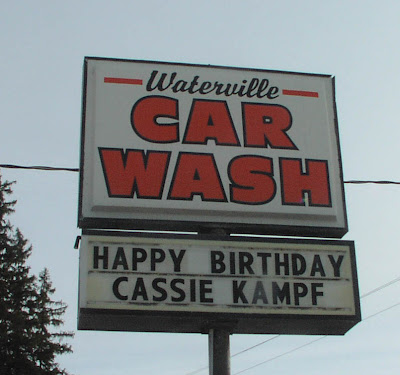 Waterville
CAR
WASH
HAPPY BIRTHDAY
CASSIE KAMPF